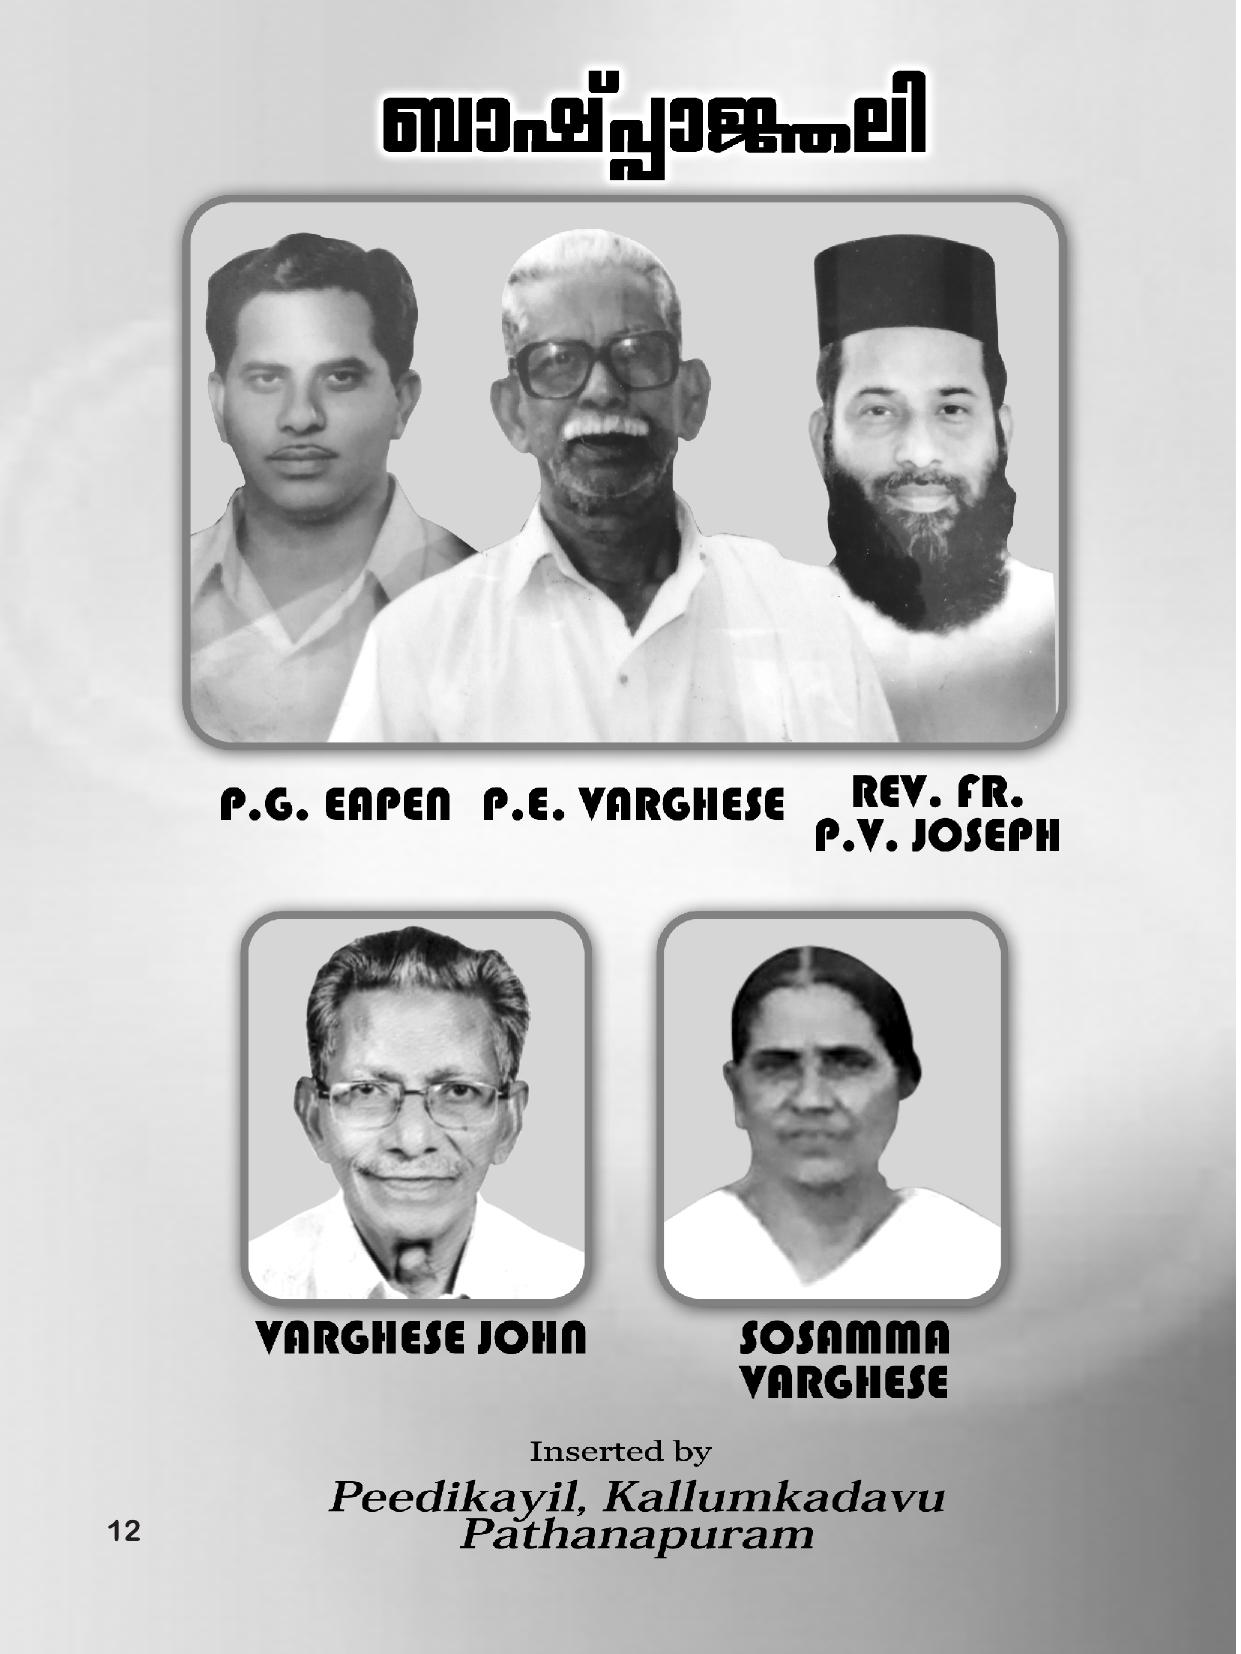 ബാഷ്പ്പാജ്ഞലി
P.G. EAPEN P.E. VARGHESE REV. FR.
P.V. JOSEPH
VARGHESE JOHN
SOSAMMA
VARGHESE
Inserted by
Peedikayil, Kallumkadavu
Pathanapuram
12